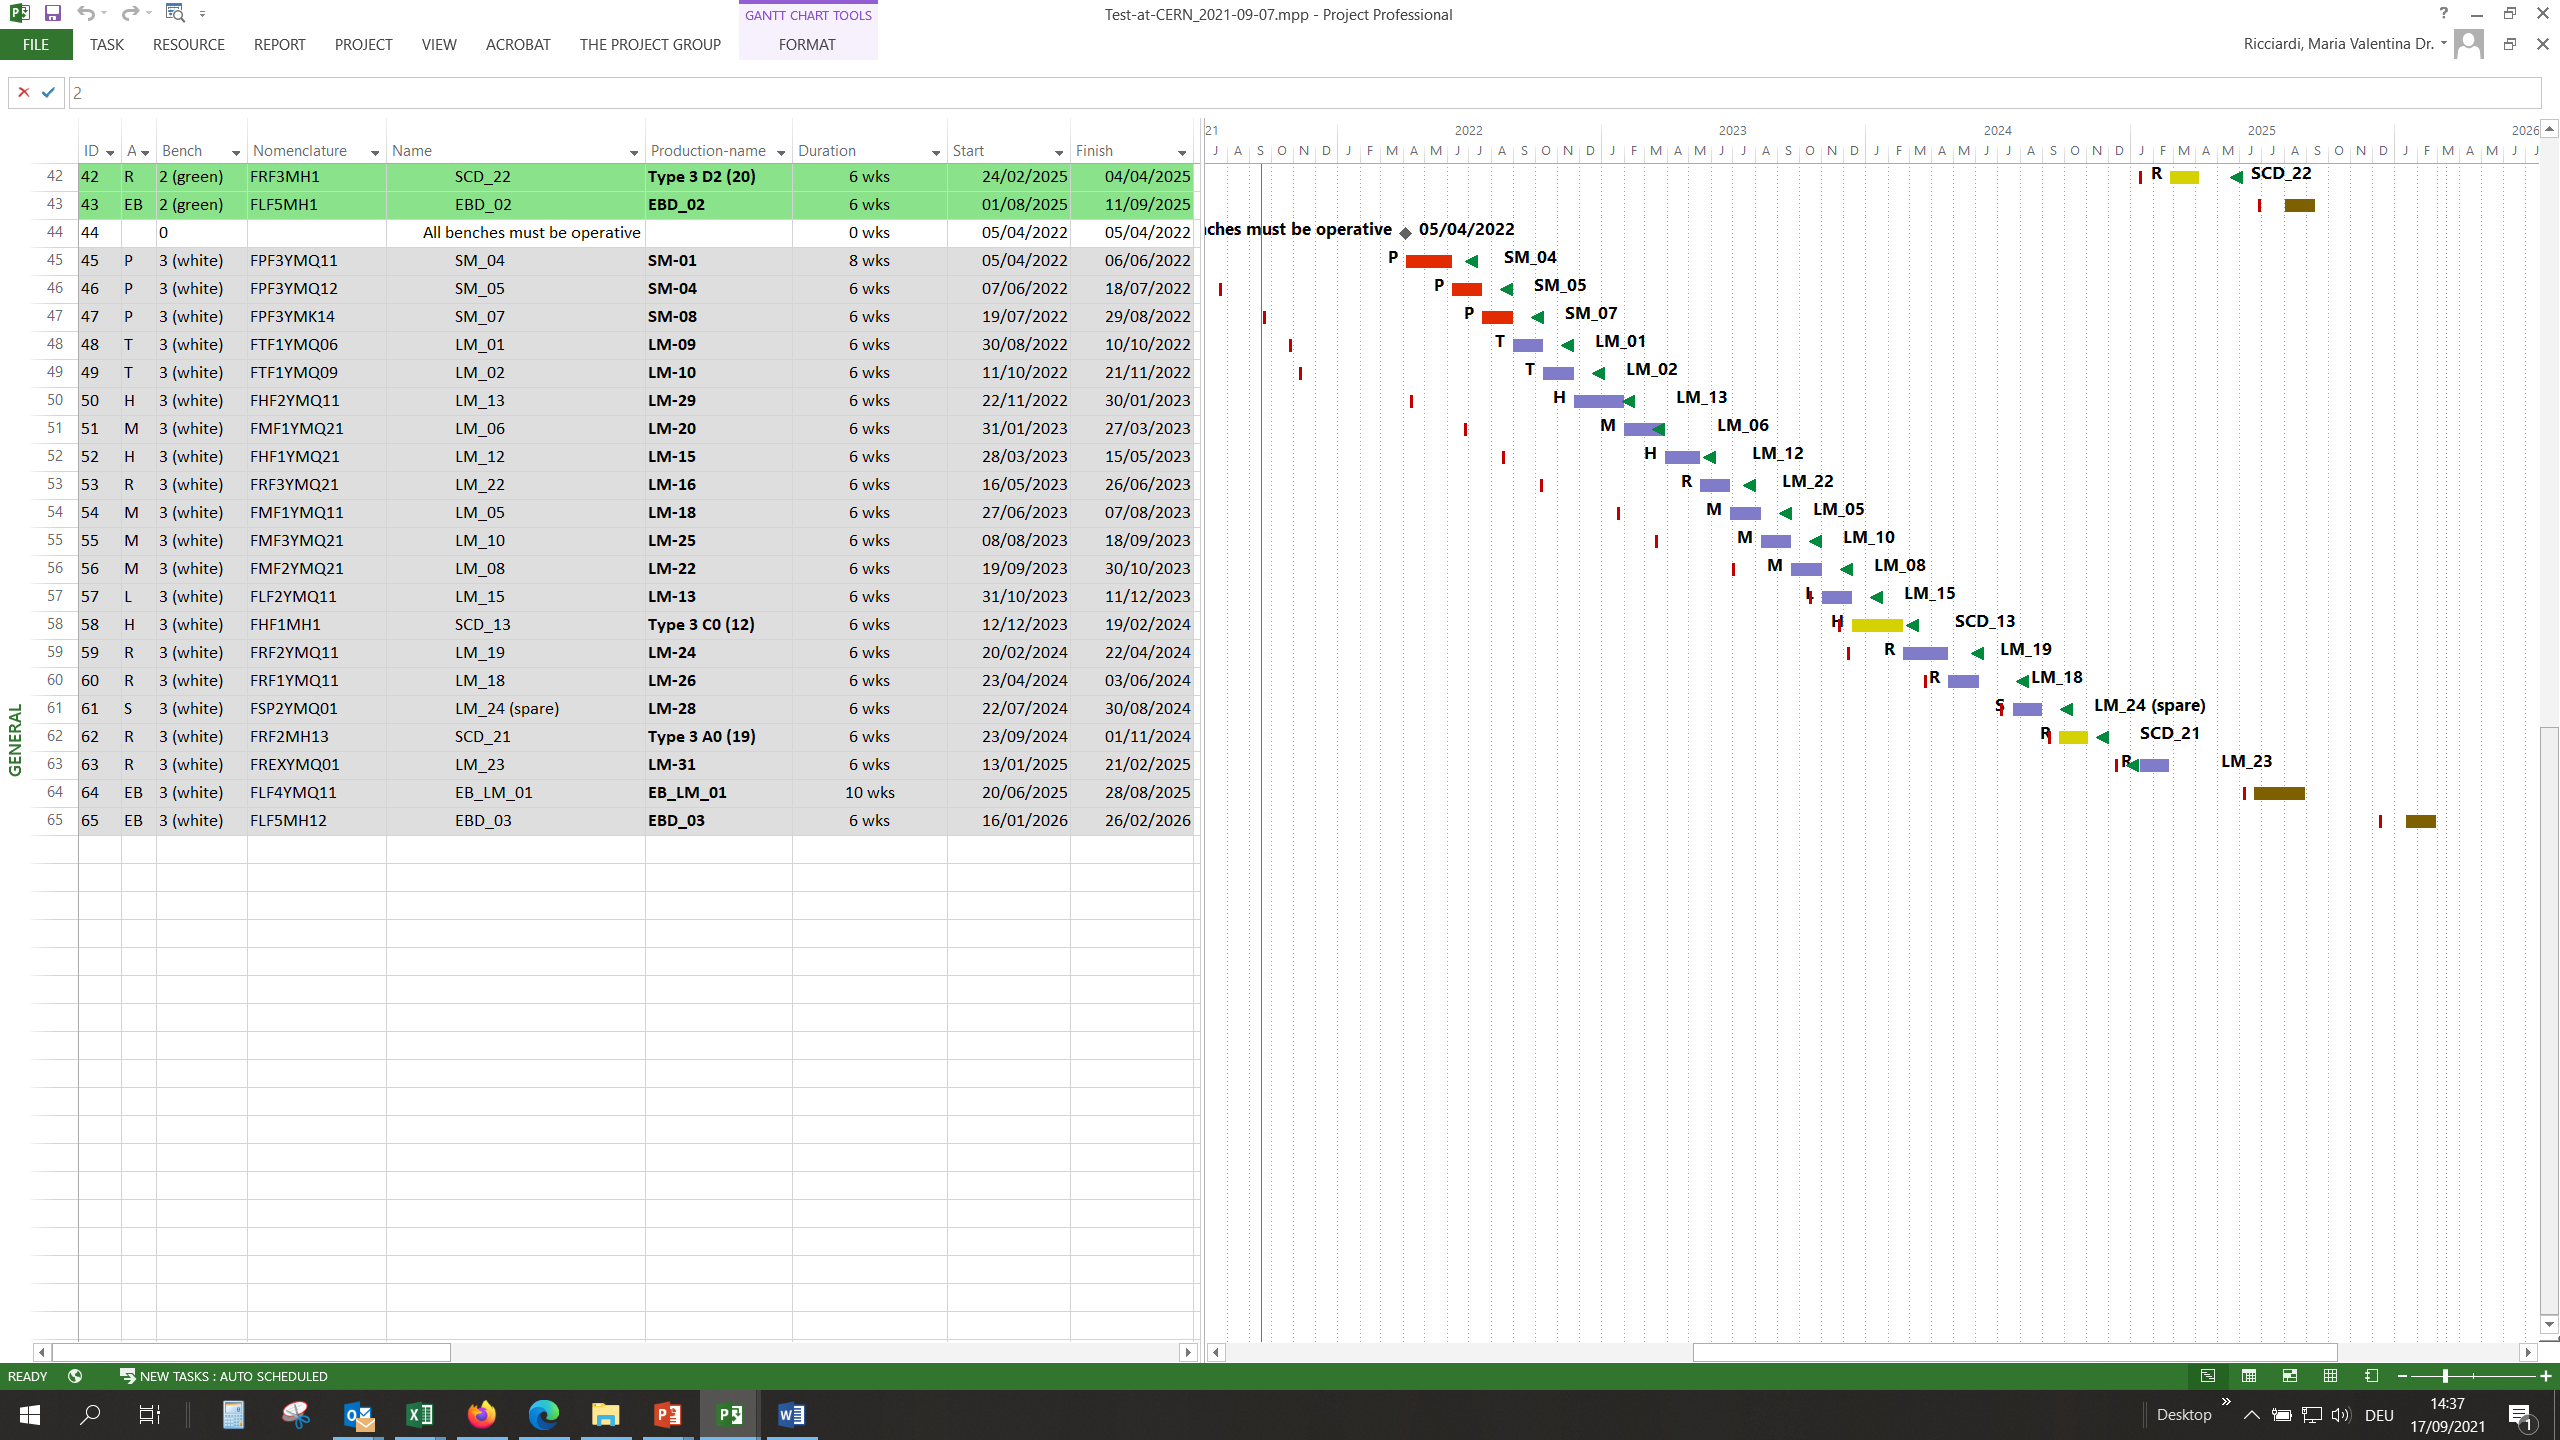 GANTT CHART TOOLS
Test-at-CERN_2021-09-07.mpp - Project Professional
FILE TASK RESOURCE REPORT PROJECT VIEW ACROBAT THE PROJECT GROUP FORMAT
Ricciardi, Maria Valentina Dr.
2
ID A Bench Nomenclature Name Production-name Duration Start Finish
21 2022 2023 2024 2025 2026
J A S O N D J F M A M J J A S O N D J F M A M J J A S O N D J F M A M J J A S O N D J F M A M J J A S O N D J F M A M J J
42 42 R 2 (green) FRF3MH1 SCD_22 Type 3 D2 (20) 6 wks 24/02/2025 04/04/2025 R SCD_22
43 43 EB 2 (green) FLF5MH1 EBD_02 EBD_02 6 wks 01/08/2025 11/09/2025
44 44 0 All benches must be operative 0 wks 05/04/2022 05/04/2022 ches must be operative 05/04/2022
45 45 P 3 (white) FPF3YMQ11 SM_04 SM-01 8 wks 05/04/2022 06/06/2022 P SM_04
46 46 P 3 (white) FPF3YMQ12 SM_05 SM-04 6 wks 07/06/2022 18/07/2022 P SM_05
47 47 P 3 (white) FPF3YMK14 SM_07 SM-08 6 wks 19/07/2022 29/08/2022 P SM_07
48 48 T 3 (white) FTF1YMQ06 LM_01 LM-09 6 wks 30/08/2022 10/10/2022 T LM_01
49 49 T 3 (white) FTF1YMQ09 LM_02 LM-10 6 wks 11/10/2022 21/11/2022 T LM_02
50 50 H 3 (white) FHF2YMQ11 LM_13 LM-29 6 wks 22/11/2022 30/01/2023 H LM_13
51 51 M 3 (white) FMF1YMQ21 LM_06 LM-20 6 wks 31/01/2023 27/03/2023 M LM_06
52 52 H 3 (white) FHF1YMQ21 LM_12 LM-15 6 wks 28/03/2023 15/05/2023 H LM_12
53 53 R 3 (white) FRF3YMQ21 LM_22 LM-16 6 wks 16/05/2023 26/06/2023 R LM_22
54 54 M 3 (white) FMF1YMQ11 LM_05 LM-18 6 wks 27/06/2023 07/08/2023 M LM_05
55 55 M 3 (white) FMF3YMQ21 LM_10 LM-25 6 wks 08/08/2023 18/09/2023 M LM_10
56 56 M 3 (white) FMF2YMQ21 LM_08 LM-22 6 wks 19/09/2023 30/10/2023 M LM_08
57 57 L 3 (white) FLF2YMQ11 LM_15 LM-13 6 wks 31/10/2023 11/12/2023 L LM_15
58 58 H 3 (white) FHF1MH1 SCD_13 Type 3 C0 (12) 6 wks 12/12/2023 19/02/2024 H SCD_13
59 59 R 3 (white) FRF2YMQ11 LM_19 LM-24 6 wks 20/02/2024 22/04/2024 R LM_19
60 60 R 3 (white) FRF1YMQ11 LM_18 LM-26 6 wks 23/04/2024 03/06/2024 R LM_18
61 61 S 3 (white) FSP2YMQ01 LM_24 (spare) LM-28 6 wks 22/07/2024 30/08/2024 S LM_24 (spare)
62 62 R 3 (white) FRF2MH13 SCD_21 Type 3 A0 (19) 6 wks 23/09/2024 01/11/2024 R SCD_21
63 63 R 3 (white) FREXYMQ01 LM_23 LM-31 6 wks 13/01/2025 21/02/2025 R LM_23
64 64 EB 3 (white) FLF4YMQ11 EB_LM_01 EB_LM_01 10 wks 20/06/2025 28/08/2025
65 65 EB 3 (white) FLF5MH12 EBD_03 EBD_03 6 wks 16/01/2026 26/02/2026
GENERAL
READY NEW TASKS : AUTO SCHEDULED
Desktop DEU 14:37
17/09/2021 1